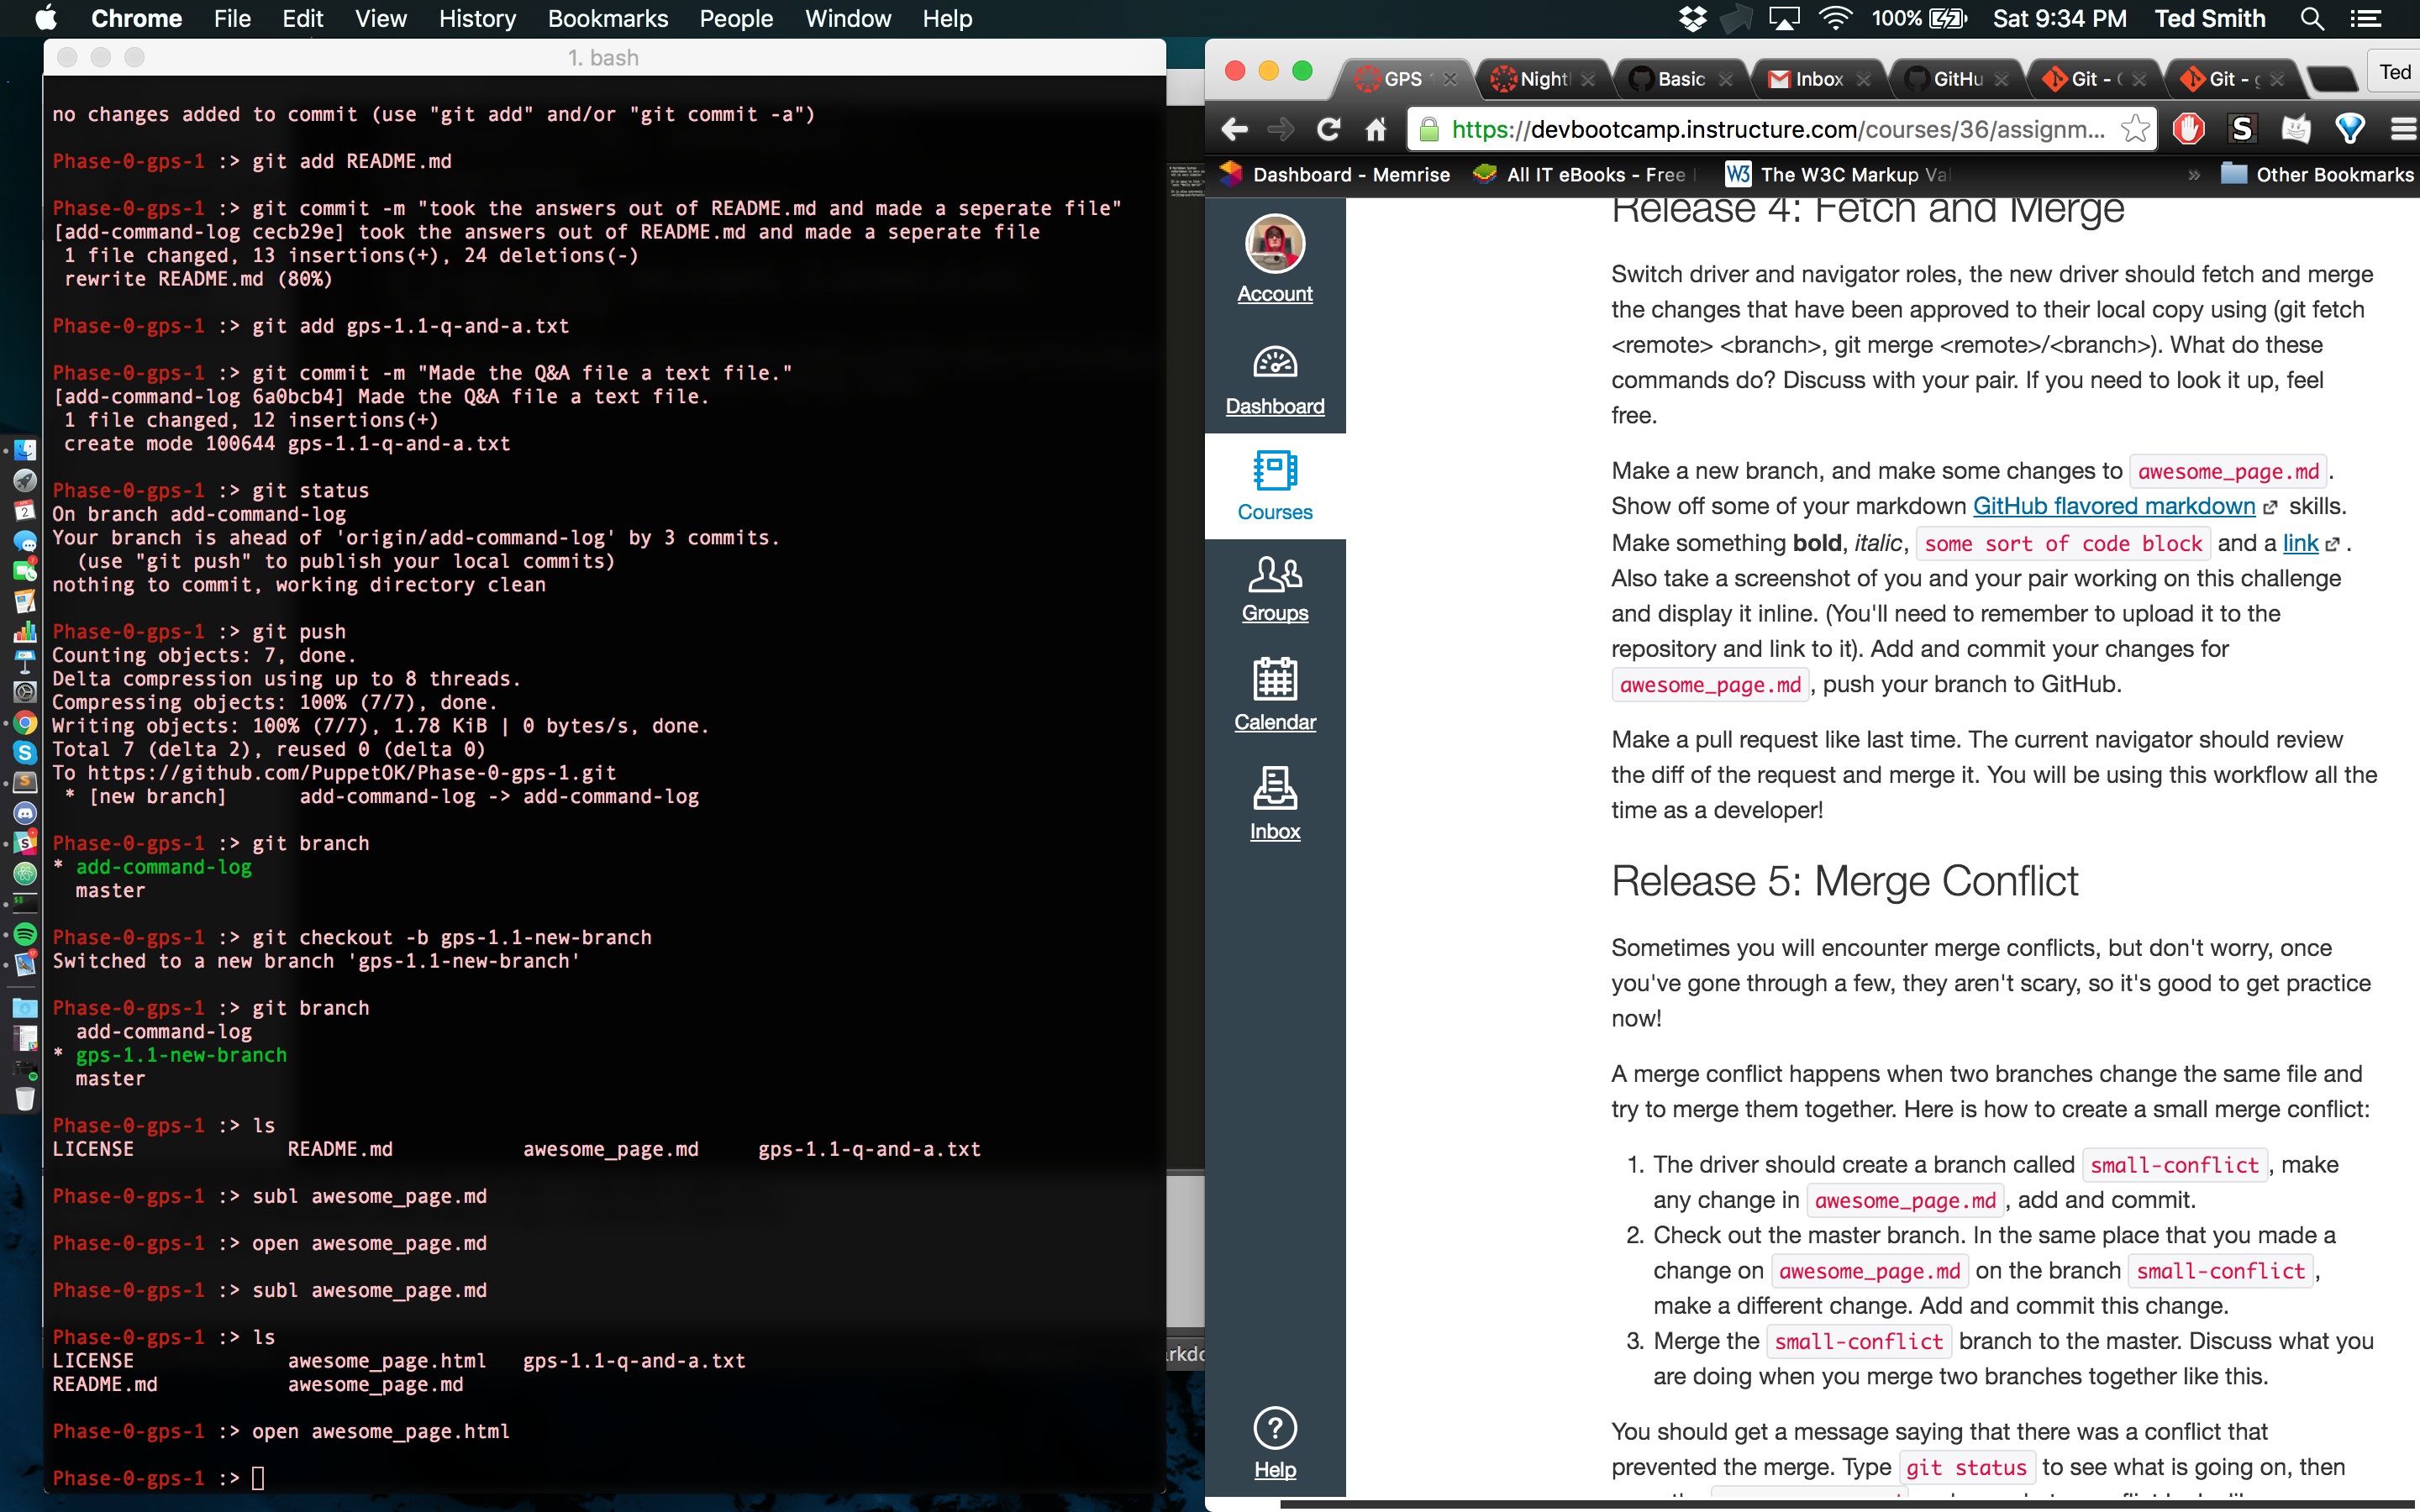 Chrome File Edit View History Bookmarks People Window Help
100% Sat 9:34 PM Ted Smith
1. bash
no changes added to commit (use "git add" and/or "git commit -a")
Phase-0-gps-1 :> git add README.md
Phase-0-gps-1 :> git commit -m "took the answers out of README.md and made a seperate file"
[add-command-log cecb29e] took the answers out of README.md and made a seperate file
1 file changed, 13 insertions(+), 24 deletions(-)
rewrite README.md (80%)
Phase-0-gps-1 :> git add gps-1.1-q-and-a.txt
Phase-0-gps-1 :> git commit -m "Made the Q&A file a text file."
[add-command-log 6a0bcb4] Made the Q&A file a text file.
1 file changed, 12 insertions(+)
create mode 100644 gps-1.1-q-and-a.txt
Phase-0-gps-1 :> git status
On branch add-command-log
Your branch is ahead of 'origin/add-command-log' by 3 commits.
(use "git push" to publish your local commits)
nothing to commit, working directory clean
Phase-0-gps-1 :> git push
Counting objects: 7, done.
Delta compression using up to 8 threads.
Compressing objects: 100% (7/7), done.
Writing objects: 100% (7/7), 1.78 KiB | 0 bytes/s, done.
Total 7 (delta 2), reused 0 (delta 0)
To https://github.com/PuppetOK/Phase-0-gps-1.git
* [new branch] add-command-log -> add-command-log
Phase-0-gps-1 :> git branch
* add-command-log
master
Phase-0-gps-1 :> git checkout -b gps-1.1-new-branch
Switched to a new branch 'gps-1.1-new-branch'
Phase-0-gps-1 :> git branch
add-command-log
* gps-1.1-new-branch
master
Phase-0-gps-1 :> ls
LICENSE README.md awesome_page.md gps-1.1-q-and-a.txt
Phase-0-gps-1 :> subl awesome_page.md
Phase-0-gps-1 :> open awesome_page.md
Phase-0-gps-1 :> subl awesome_page.md
Phase-0-gps-1 :> ls
LICENSE awesome_page.html gps-1.1-q-and-a.txt
README.md awesome_page.md
Phase-0-gps-1 :> open awesome_page.html
Phase-0-gps-1 :>
GPS Night Basic Inbox GitHu Git - Git - Ted
https://devbootcamp.instructure.com/courses/36/assignm...
Dashboard - Memrise All IT eBooks - Free The W3C Markup Val » Other Bookmarks
Account
Dashboard
Courses
Groups
Calendar
Inbox
Help
Release 4: Fetch and Merge
Switch driver and navigator roles, the new driver should fetch and merge
the changes that have been approved to their local copy using (git fetch
<remote> <branch>, git merge <remote>/<branch>). What do these
commands do? Discuss with your pair. If you need to look it up, feel
free.
Make a new branch, and make some changes to awesome_page.md.
Show off some of your markdown GitHub flavored markdown skills.
Make something bold, italic, some sort of code block and a link .
Also take a screenshot of you and your pair working on this challenge
and display it inline. (You'll need to remember to upload it to the
repository and link to it). Add and commit your changes for
awesome_page.md, push your branch to GitHub.
Make a pull request like last time. The current navigator should review
the diff of the request and merge it. You will be using this workflow all the
time as a developer!
Release 5: Merge Conflict
Sometimes you will encounter merge conflicts, but don't worry, once
you've gone through a few, they aren't scary, so it's good to get practice
now!
A merge conflict happens when two branches change the same file and
try to merge them together. Here is how to create a small merge conflict:
1. The driver should create a branch called small-conflict, make
any change in awesome_page.md, add and commit.
2. Check out the master branch. In the same place that you made a
change on awesome_page.md on the branch small-conflict,
make a different change. Add and commit this change.
3. Merge the small-conflict branch to the master. Discuss what you
are doing when you merge two branches together like this.
You should get a message saying that there was a conflict that
prevented the merge. Type git status to see what is going on, then